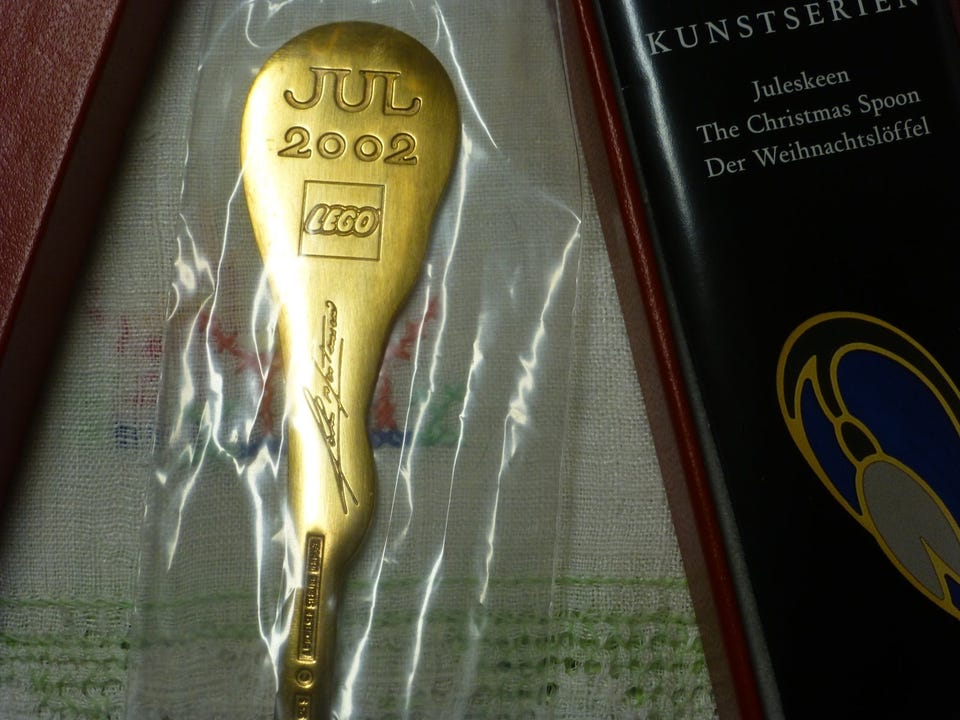 JUL
2002
LEGO
KUNSTSERIEN
Juleskeen
The Christmas Spoon
Der Weihnachtslöffel